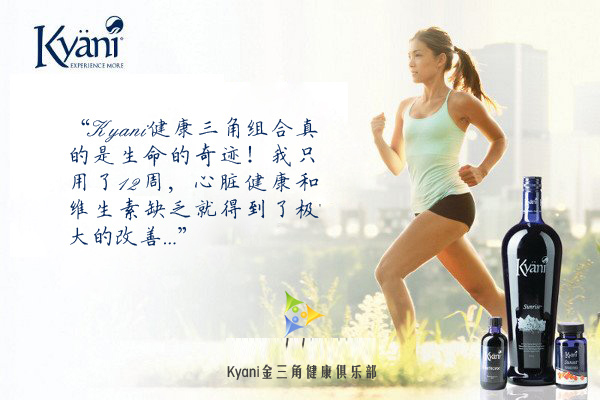 Kyäni
EXPERIENCE MORE
“Kyani健康三角组合真
的是生命的奇迹！我只
用了12周，心脏健康和
维生素缺乏就得到了极
大的改善...”
Kyani金三角健康俱乐部
Kyäni
Sunrise
Kyäni
Kyäni